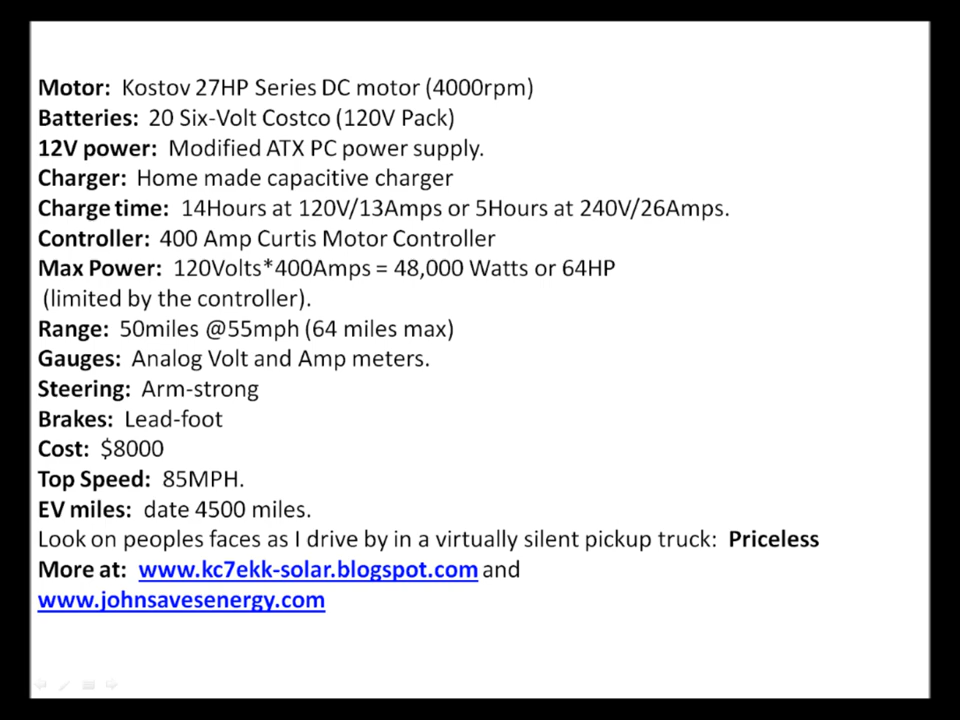 Motor: Kostov 27HP Series DC motor (4000rpm)
Batteries: 20 Six-Volt Costco (120V Pack)
12V power: Modified ATX PC power supply.
Charger: Home made capacitive charger
Charge time: 14Hours at 120V/13Amps or 5Hours at 240V/26Amps.
Controller: 400 Amp Curtis Motor Controller
Max Power: 120Volts*400Amps = 48,000 Watts or 64HP
(limited by the controller).
Range: 50miles @55mph (64 miles max)
Gauges: Analog Volt and Amp meters.
Steering: Arm-strong
Brakes: Lead-foot
Cost: $8000
Top Speed: 85MPH.
EV miles: date 4500 miles.
Look on peoples faces as I drive by in a virtually silent pickup truck: Priceless
More at: www.kc7ekk-solar.blogspot.com and
www.johnsavesenergy.com